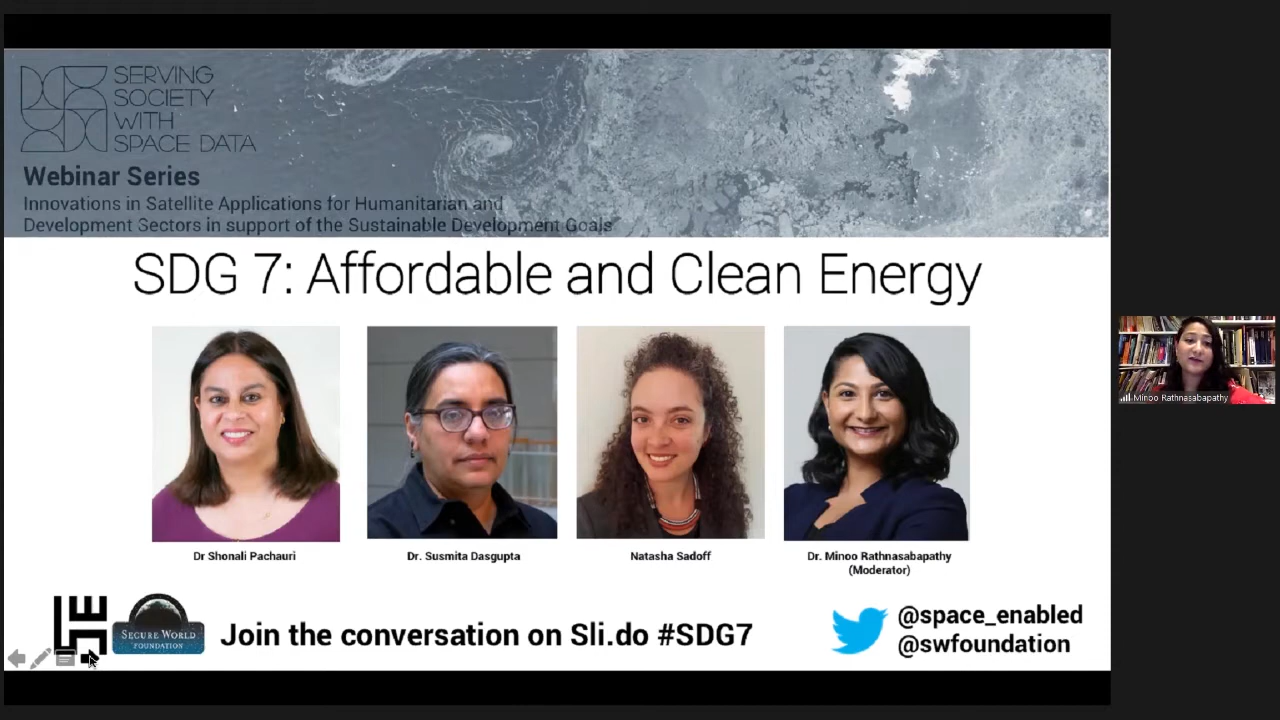 SERVING
SOCIETY
WITH
SPACE DATA
Webinar Series
Innovations in Satellite Applications for Humanitarian and
Development Sectors in support of the Sustainable Development Goals
SDG 7: Affordable and Clean Energy
Dr Shonali Pachauri
Dr. Susmita Dasgupta
Natasha Sadoff
Dr. Minoo Rathnasabapathy
(Moderator)
SECURE WORLD
FOUNDATION
Join the conversation on Sli.do #SDG7
@space_enabled
@swfoundation
Minoo Rathnasabapathy